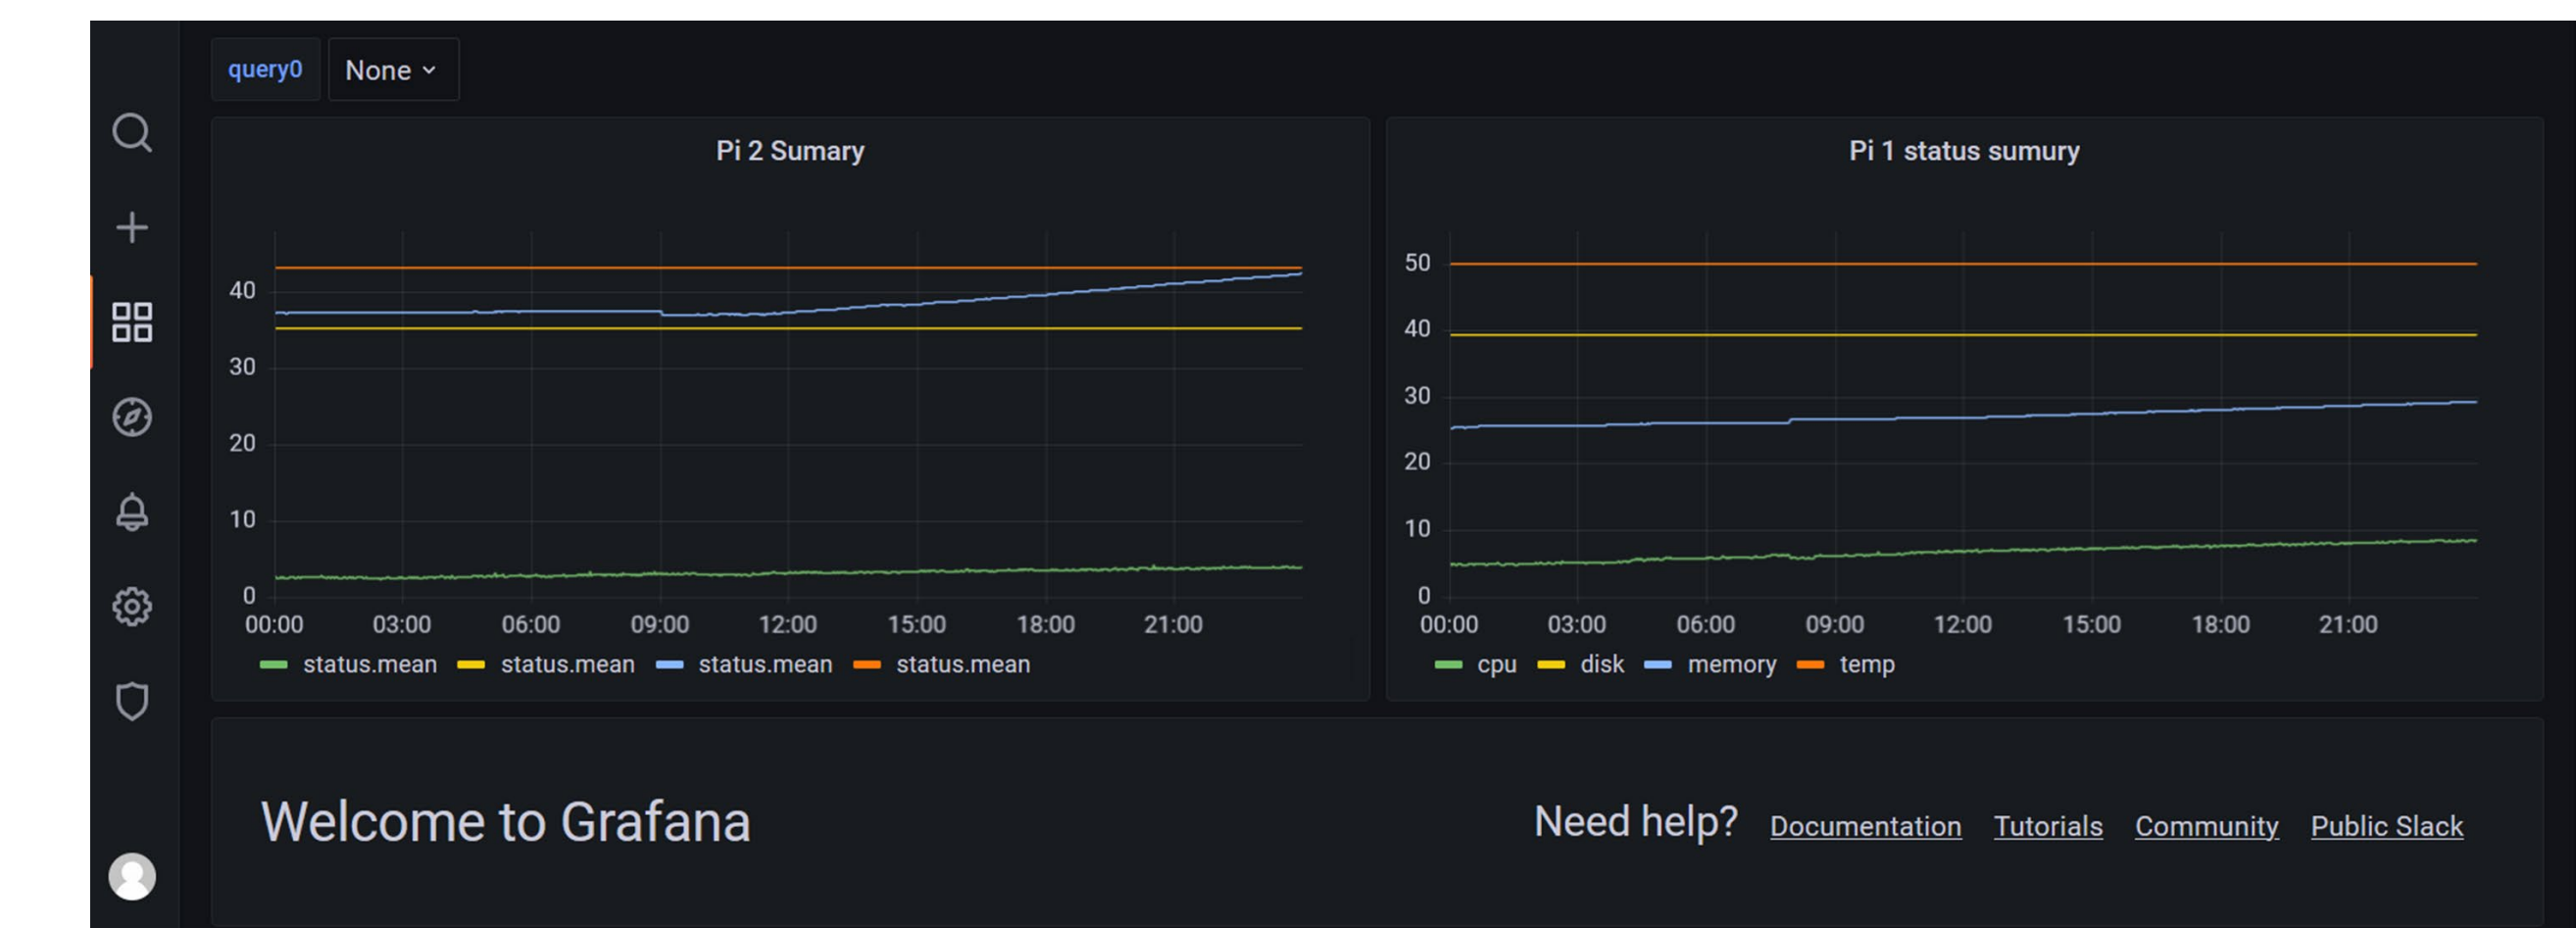 query0 None
Pi 2 Sumary
40
30
20
10
0
00:00 03:00 06:00 09:00 12:00 15:00 18:00 21:00
status.mean status.mean status.mean status.mean
Pi 1 status sumury
50
40
30
20
10
0
00:00 03:00 06:00 09:00 12:00 15:00 18:00 21:00
cpu disk memory temp
Welcome to Grafana
Need help? Documentation Tutorials Community Public Slack